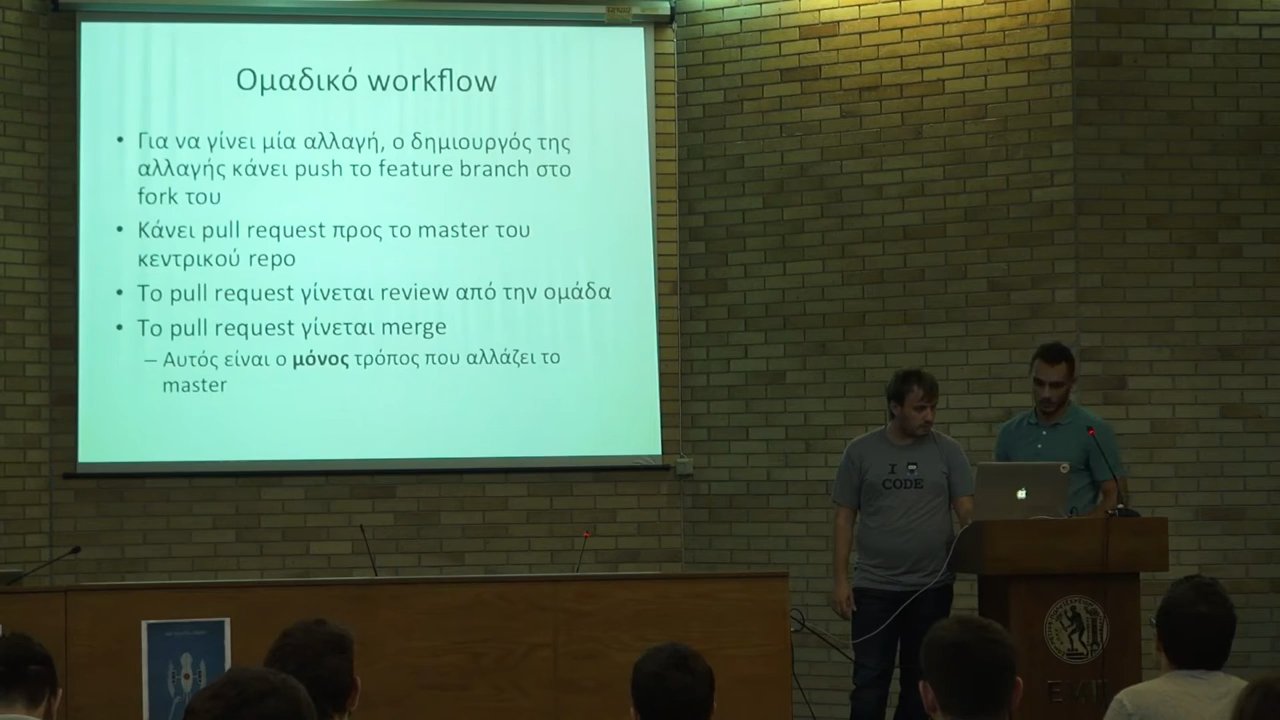 Ομαδικό workflow
• Για να γίνει μία αλλαγή, ο δημιουργός της
αλλαγής κάνει push το feature branch στο
fork του
• Κάνει pull request προς το master του
κεντρικού repo
• Το pull request γίνεται review από την ομάδα
• Το pull request γίνεται merge
– Αυτός είναι ο μόνος τρόπος που αλλάζει το
master
I
CODE